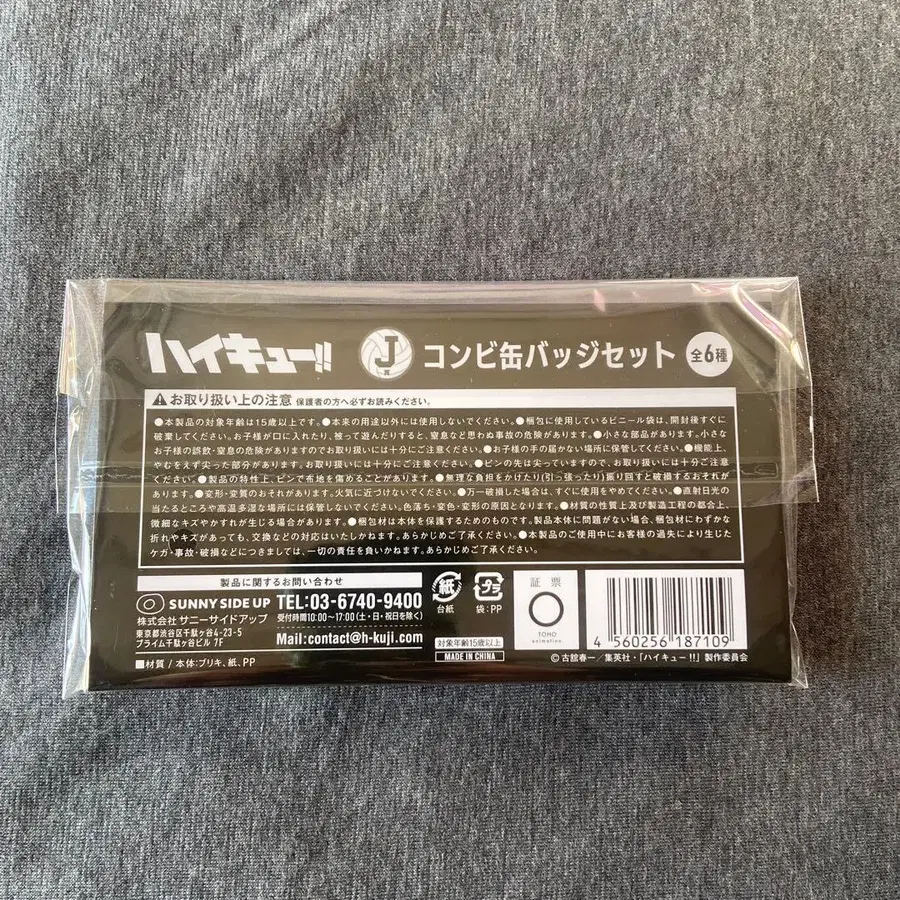 ハイキュー!! J賞 コンビ缶バッジセット 全6種
お取り扱い上の注意 保護者の方へ必ずお読みください。
●本製品の対象年齢は15歳以上です。●本来の用途以外には使用しないでください。●梱包に使用しているビニール袋は、開封後すぐに
破棄してください。お子様が口に入れたり、被って遊んだりすると、窒息など思わぬ事故の危険があります。●小さな部品があります。小さな
お子様の誤飲、窒息の危険がありますのでお取り扱いには十分にご注意ください。●お子様の手の届かない場所に保管してください。●機能上、
やむをえず尖った部分があります。お取り扱いには十分にご注意ください。●ピンの先は尖っていますので、お取り扱いには十分ご注意
ください。●製品の特性上、ピンで布地を傷めることがあります。●無理な負担をかけたり(引っ張ったり)振り回すと破損するおそれが
あります。●変形・変質のおそれがあります。火気に近づけないでください。●万一破損した場合は、すぐに使用をやめてください。●直射日光の
当たるところや高温多湿な場所には保管しないでください。色落ち・変色・変形の原因となります。●材質の性質上及び製造工程の都合上、
微細なキズやかすれが生じる場合があります。●梱包材は本体を保護するためのものです。製品本体に問題がない場合、梱包材にわずかな
折れやキズがあっても、交換などの対応はいたしかねます。あらかじめご了承ください。●本製品のご使用中にお客様の過失により生じた
ケガ・事故・破損などにつきましては、一切の責任を負いかねます。あらかじめご了承ください。
製品に関するお問い合わせ
SUNNY SIDE UP
株式会社 サニーサイドアップ
東京都渋谷区千駄ヶ谷4-23-5
プライム千駄ヶ谷ビル 7F
TEL:03-6740-9400
受付時間10:00〜17:00(土・日・祝日を除く)
Mail:contact@h-kuji.com
■材質 / 本体:ブリキ、紙、PP
紙
台紙
プラ
袋:PP
対象年齢15歳以上
MADE IN CHINA
証票
TOHO
animation
4 560256 187109
©古舘春一／集英社・「ハイキュー!!」製作委員会